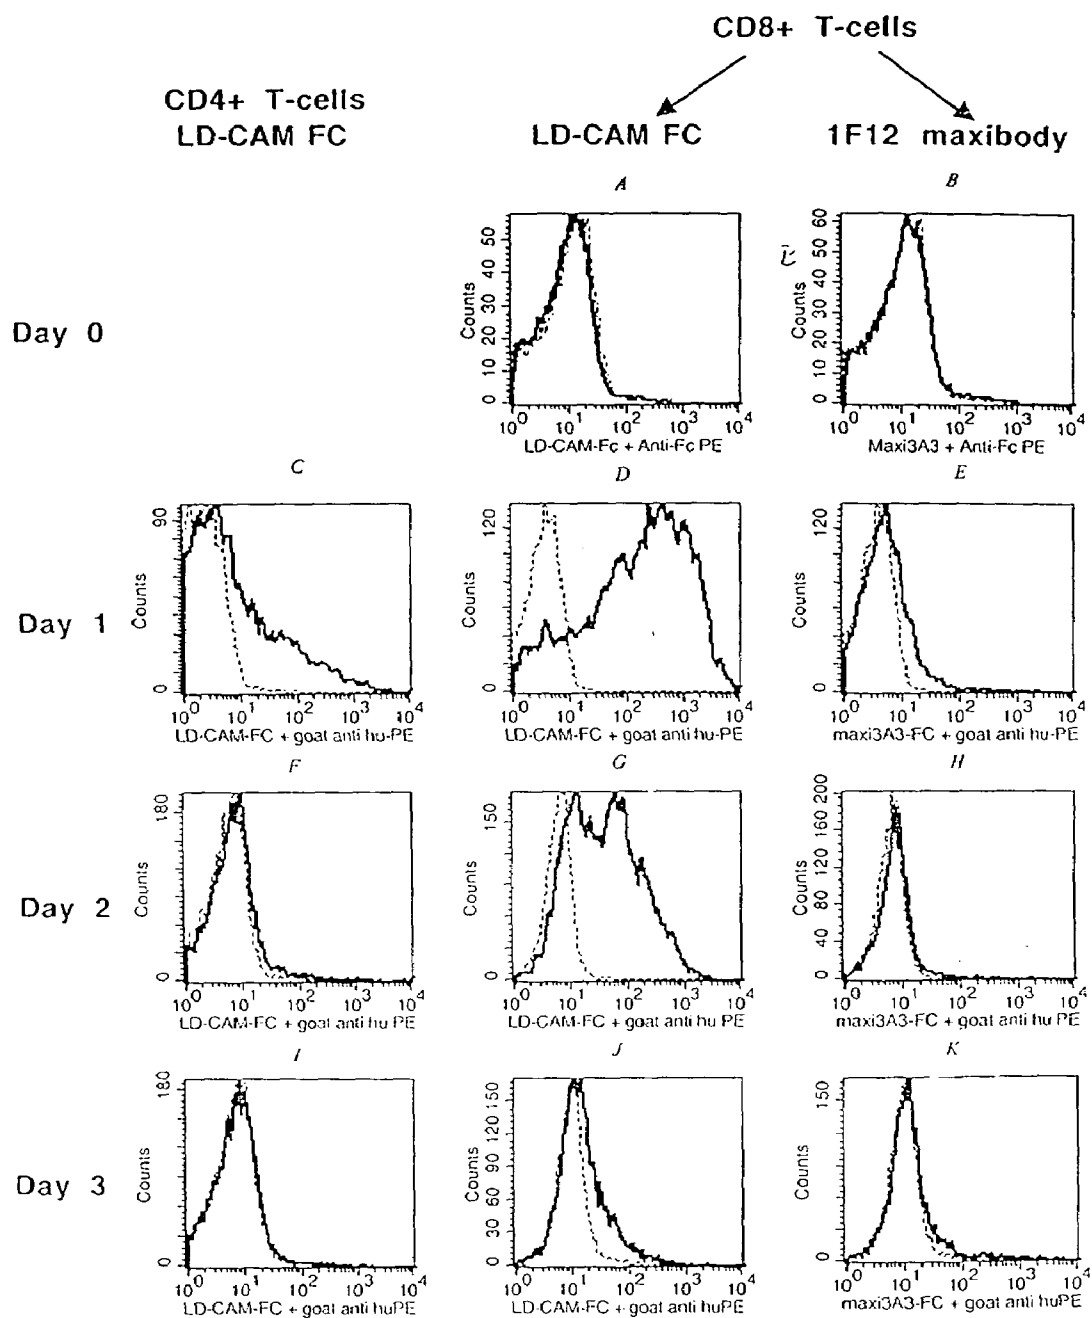 CD8+ T-cells
CD4+ T-cells
LD-CAM FC
LD-CAM FC
1F12 maxibody
A
B
Day 0
Counts
0 10 20 30 40 50
10^0 10^1 10^2 10^3 10^4
LD-CAM-Fc + Anti-Fc PE
Counts
0 10 20 30 40 50 60
10^0 10^1 10^2 10^3 10^4
Maxi3A3 + Anti-Fc PE
C
D
E
Day 1
Counts
0 90
10^0 10^1 10^2 10^3 10^4
LD-CAM-FC + goat anti hu-PE
Counts
0 120
10^0 10^1 10^2 10^3 10^4
LD-CAM-FC + goat anti hu-PE
Counts
0 120
10^0 10^1 10^2 10^3 10^4
maxi3A3-FC + goat anti hu-PE
F
G
H
Day 2
Counts
0 180
10^0 10^1 10^2 10^3 10^4
LD-CAM-FC + goat anti hu PE
Counts
0 150
10^0 10^1 10^2 10^3 10^4
LD-CAM-FC + goat anti hu PE
Counts
0 40 80 120 160 200
10^0 10^1 10^2 10^3 10^4
maxi3A3-FC + goat anti hu PE
I
J
K
Day 3
Counts
0 180
10^0 10^1 10^2 10^3 10^4
LD-CAM-FC + goat anti huPE
Counts
0 30 60 90 120 150
10^0 10^1 10^2 10^3 10^4
LD-CAM-FC + goat anti huPE
Counts
0 150
10^0 10^1 10^2 10^3 10^4
maxi3A3-FC + goat anti huPE